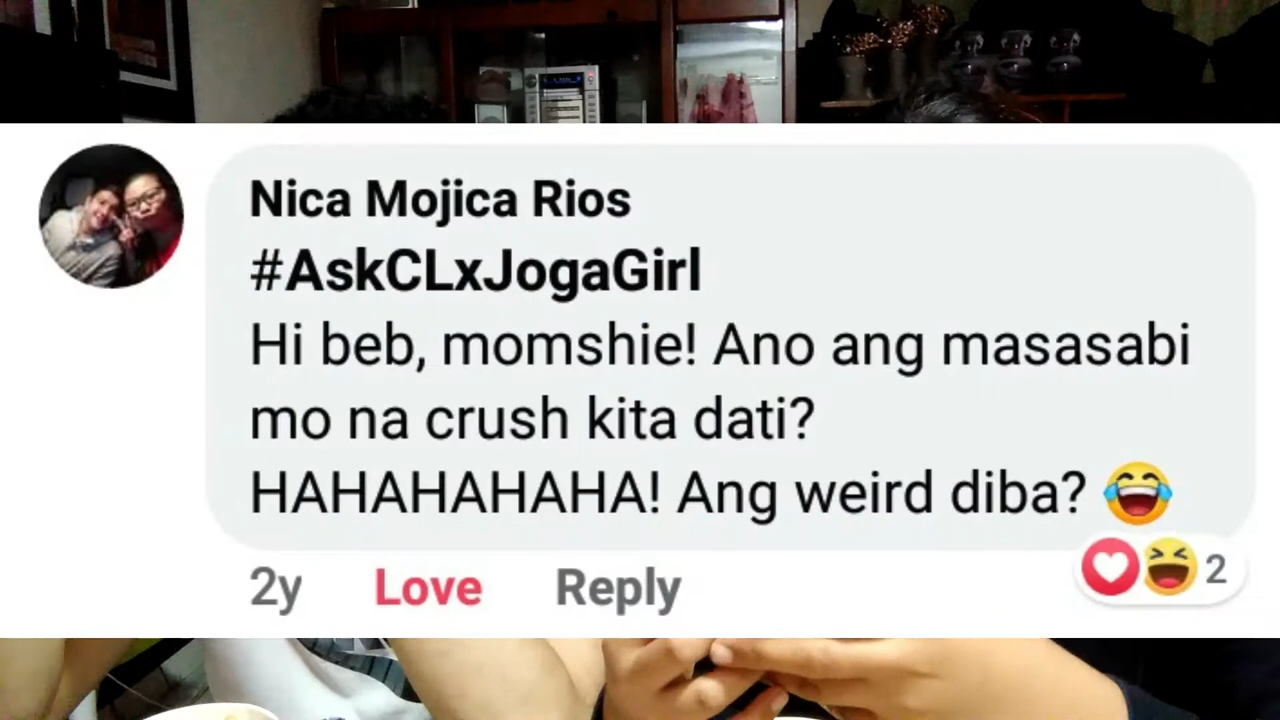 Nica Mojica Rios
#AskCLxJogaGirl
Hi beb, momshie! Ano ang masasabi
mo na crush kita dati?
HAHAHAHAHA! Ang weird diba? 😂
2y Love Reply 2